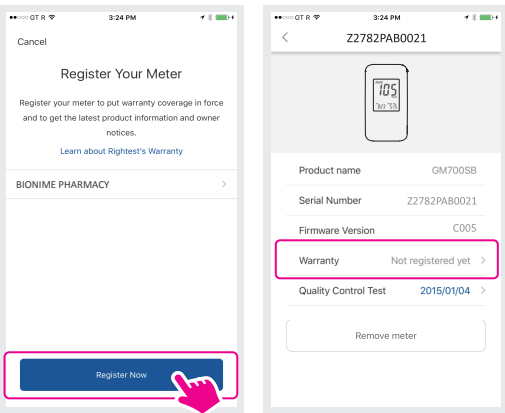 GT R 3:24 PM
Cancel
Register Your Meter
Register your meter to put warranty coverage in force
and to get the latest product information and owner
notices.
Learn about Rightest's Warranty
BIONIME PHARMACY
Register Now
GT R 3:24 PM
Z2782PAB0021
105
Product name GM700SB
Serial Number Z2782PAB0021
Firmware Version C005
Warranty Not registered yet
Quality Control Test 2015/01/04
Remove meter